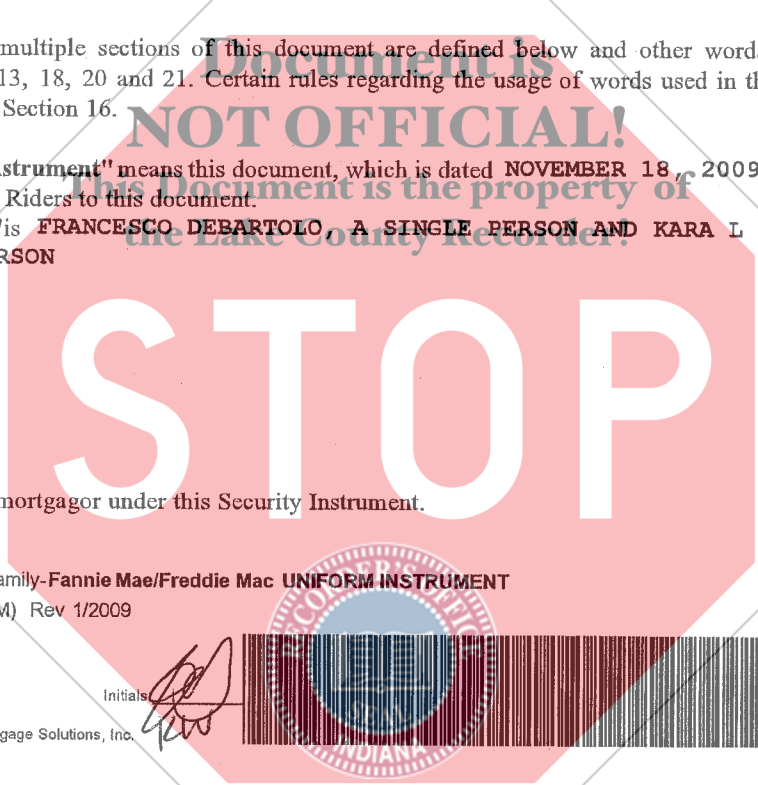 multiple sections of this document are defined below and other word
13, 18, 20 and 21. Certain rules regarding the usage of words used in th
Section 16.
Document is
NOT OFFICIAL!
strument" means this document, which is dated NOVEMBER 18, 2009
This Document is the property of
Riders to this document.
is FRANCESCO DEBARTOLO, A SINGLE PERSON AND KARA L
the Lake County Recorder!
RSON
STOP
mortgagor under this Security Instrument.
amily-Fannie Mae/Freddie Mac UNIFORM INSTRUMENT
M) Rev 1/2009
RECORDER'S OFFICE
SEAL
INDIANA
Initials
gage Solutions, Inc.